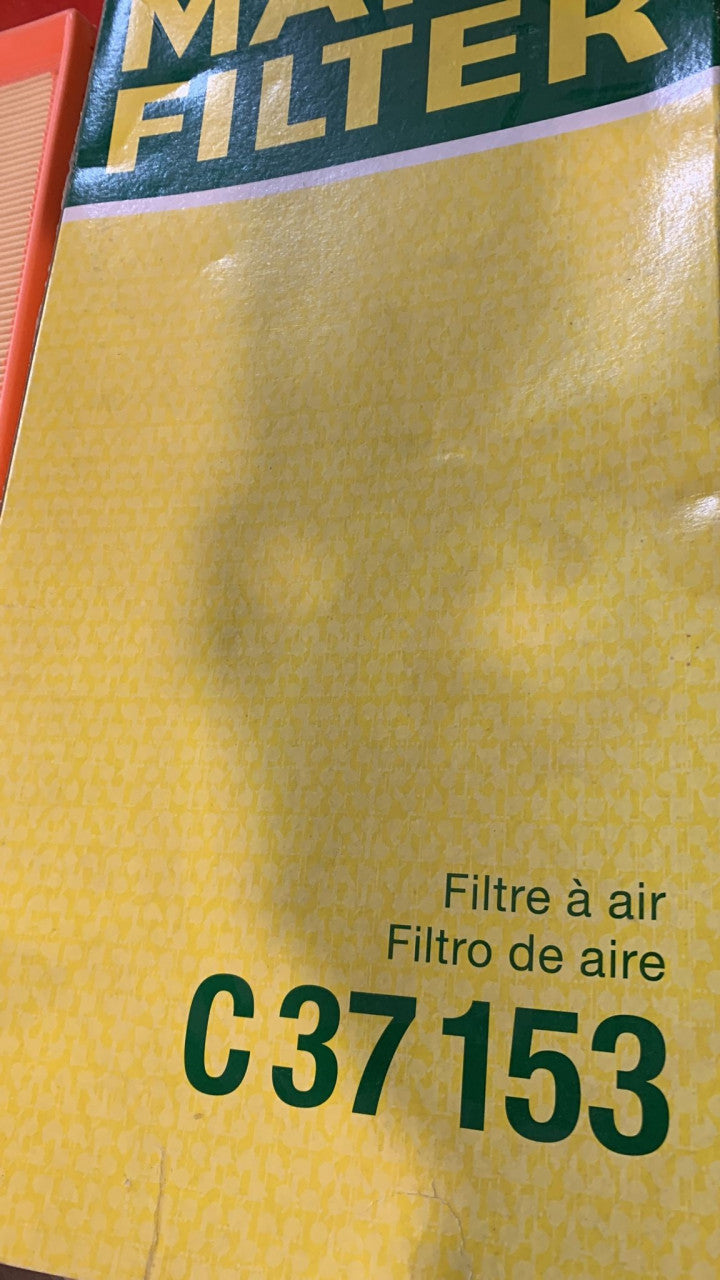 FILTER
Filtre à air
Filtro de aire
C 37 153